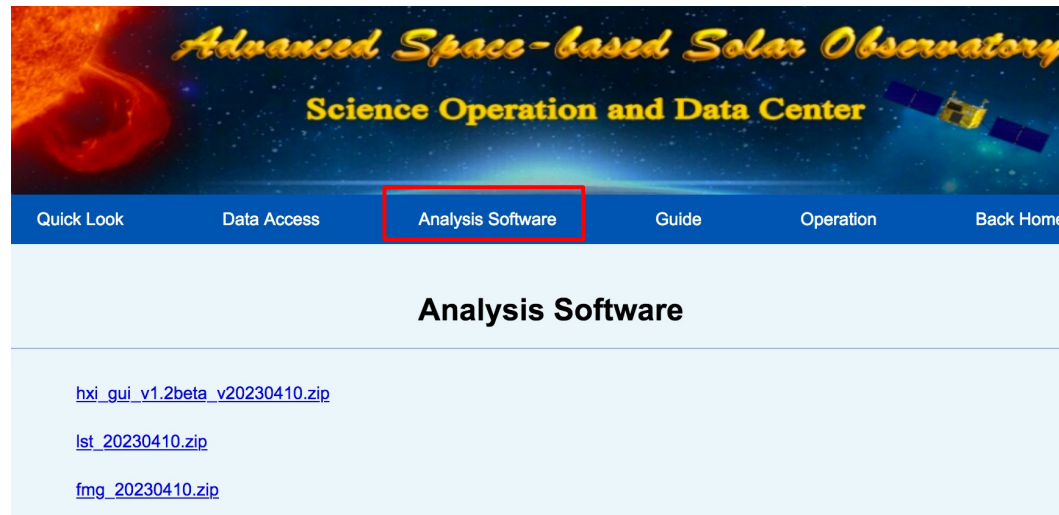 Advanced Space-based Solar Observatory
Science Operation and Data Center
Quick Look Data Access Analysis Software Guide Operation Back Home
Analysis Software
hxi_gui_v1.2beta_v20230410.zip
lst_20230410.zip
fmg_20230410.zip